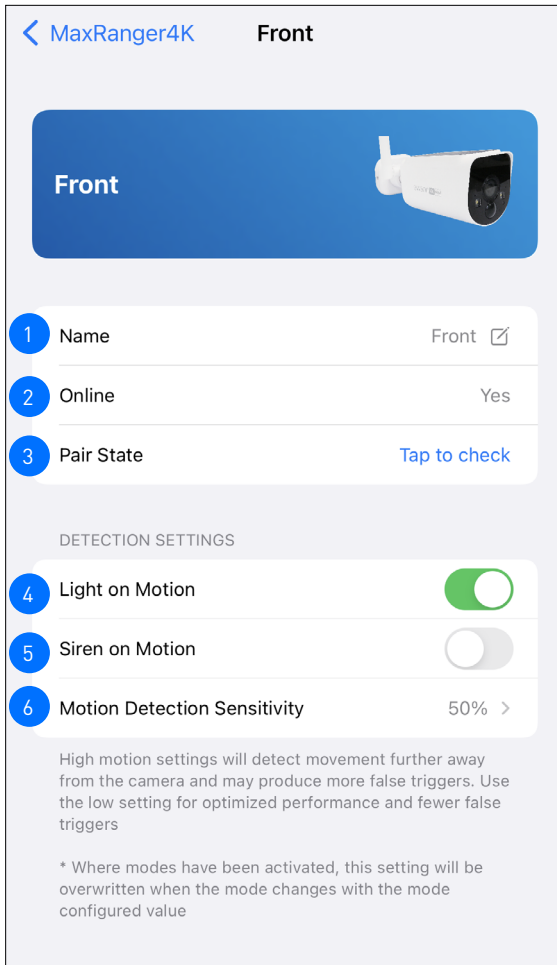 MaxRanger4K Front
Front
1 Name Front
2 Online Yes
3 Pair State Tap to check
DETECTION SETTINGS
4 Light on Motion
5 Siren on Motion
6 Motion Detection Sensitivity 50%
High motion settings will detect movement further away
from the camera and may produce more false triggers. Use
the low setting for optimized performance and fewer false
triggers
* Where modes have been activated, this setting will be
overwritten when the mode changes with the mode
configured value